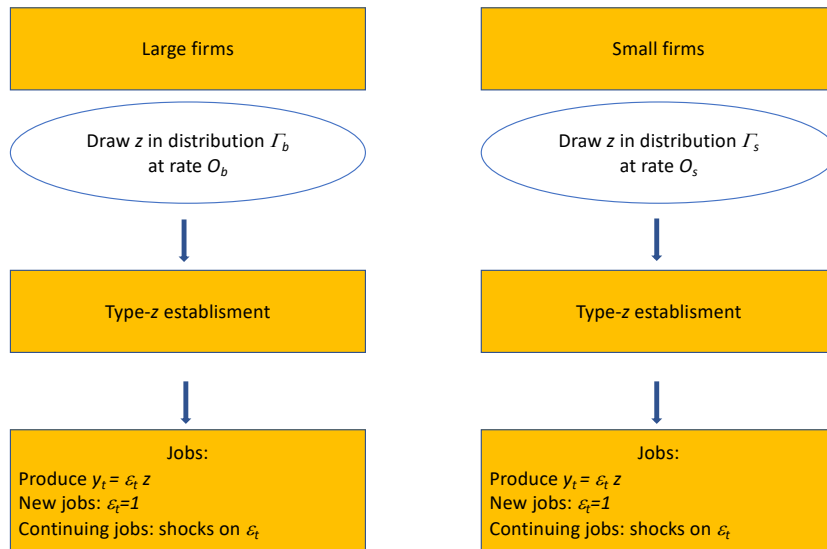 Large firms
Draw z in distribution Γb
at rate Ob
Type-z establisment
Jobs:
Produce yt = εt z
New jobs: εt=1
Continuing jobs: shocks on εt
Small firms
Draw z in distribution Γs
at rate Os
Type-z establisment
Jobs:
Produce yt = εt z
New jobs: εt=1
Continuing jobs: shocks on εt